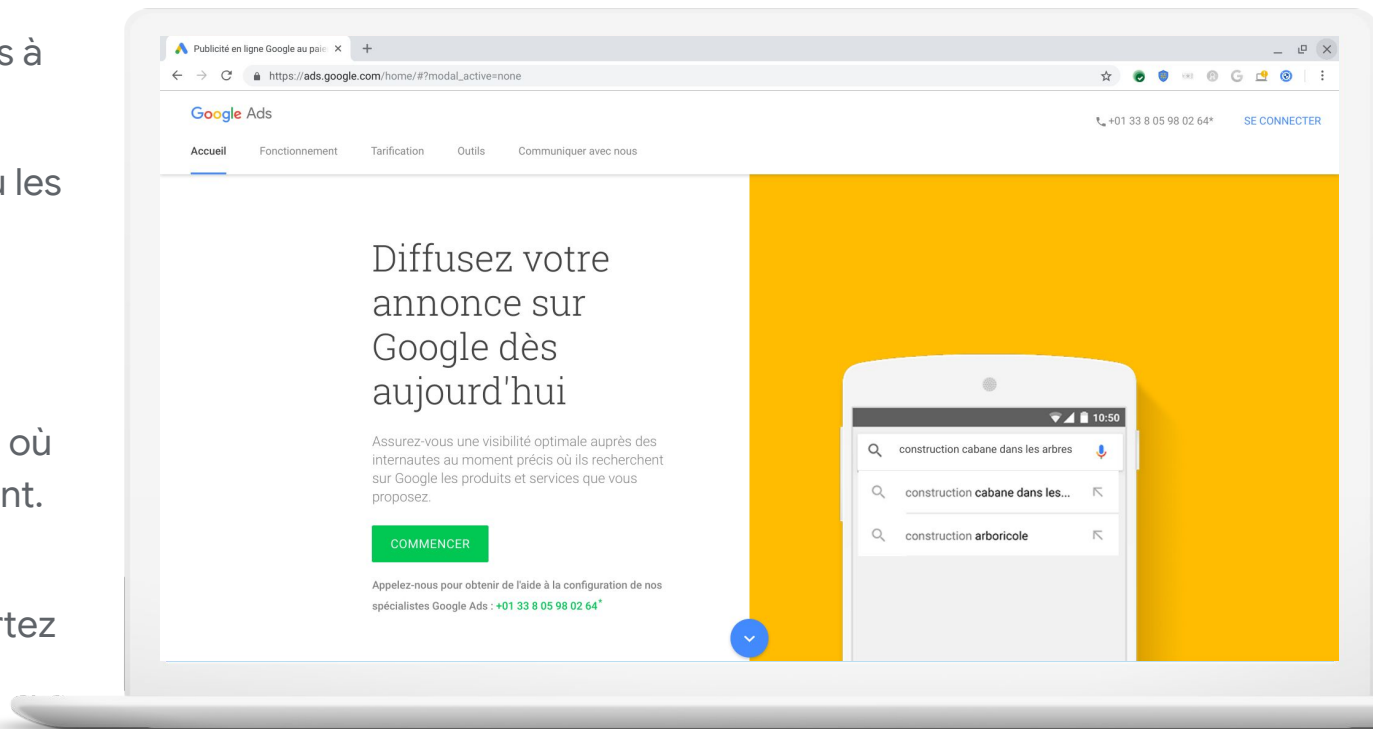 s à
u les
où
nt.
rtez
Publicité en ligne Google au paie
https://ads.google.com/home/#?modal_active=none
Google Ads
+01 33 8 05 98 02 64*
SE CONNECTER
Accueil
Fonctionnement
Tarification
Outils
Communiquer avec nous
Diffusez votre
annonce sur
Google dès
aujourd'hui
Assurez-vous une visibilité optimale auprès des
internautes au moment précis où ils recherchent
sur Google les produits et services que vous
proposez.
COMMENCER
Appelez-nous pour obtenir de l'aide à la configuration de nos
spécialistes Google Ads : +01 33 8 05 98 02 64*
10:50
construction cabane dans les arbres
construction cabane dans les...
construction arboricole